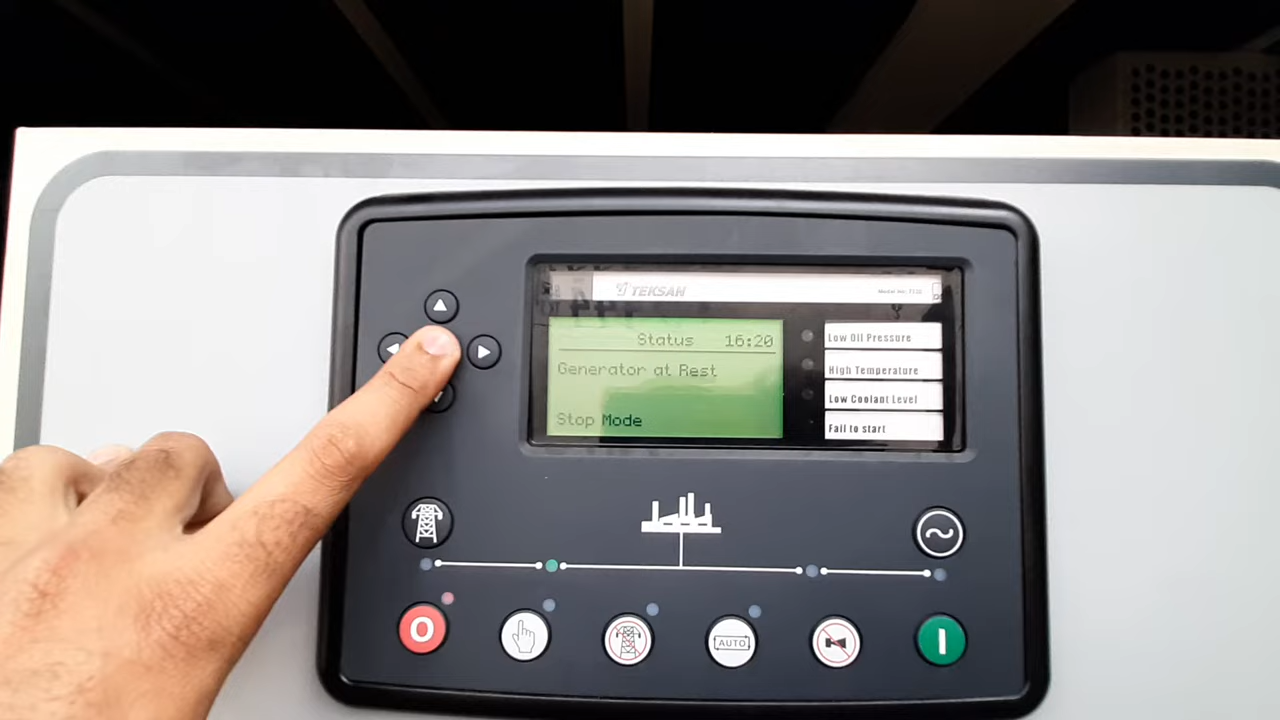 TEKSAN
Status 16:20
Generator at Rest
Stop Mode
Low Oil Pressure
High Temperature
Low Coolant Level
Fail to start
O
AUTO
I